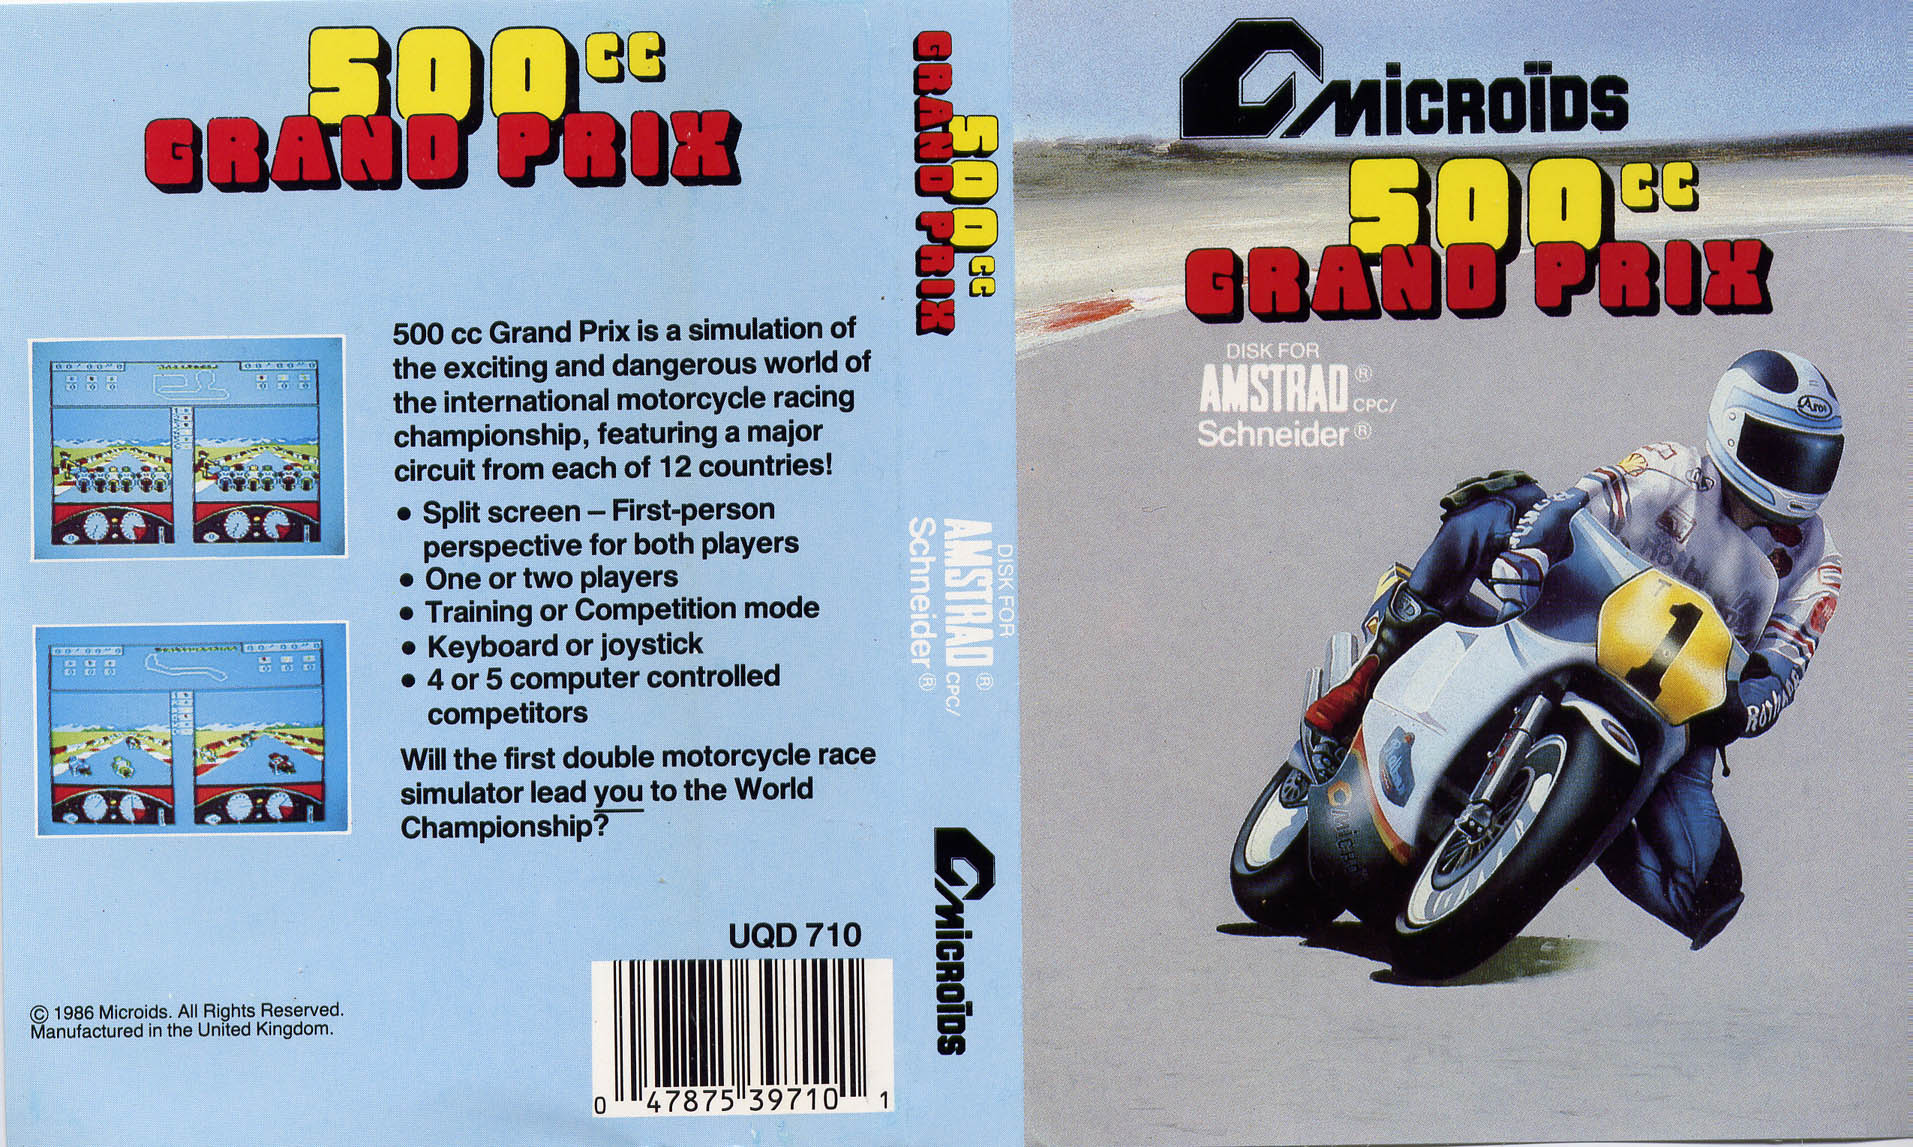 500cc
GRAND PRIX
500 cc Grand Prix is a simulation of
the exciting and dangerous world of
the international motorcycle racing
championship, featuring a major
circuit from each of 12 countries!
• Split screen – First-person
perspective for both players
• One or two players
• Training or Competition mode
• Keyboard or joystick
• 4 or 5 computer controlled
competitors
Will the first double motorcycle race
simulator lead you to the World
Championship?
UQD 710
0 47875 39710 1
© 1986 Microids. All Rights Reserved.
Manufactured in the United Kingdom.
500cc
GRAND PRIX
DISK FOR
AMSTRAD® CPC/
Schneider®
MICROÏDS
MICROÏDS
500cc
GRAND PRIX
DISK FOR
AMSTRAD® CPC/
Schneider®
Arai
1